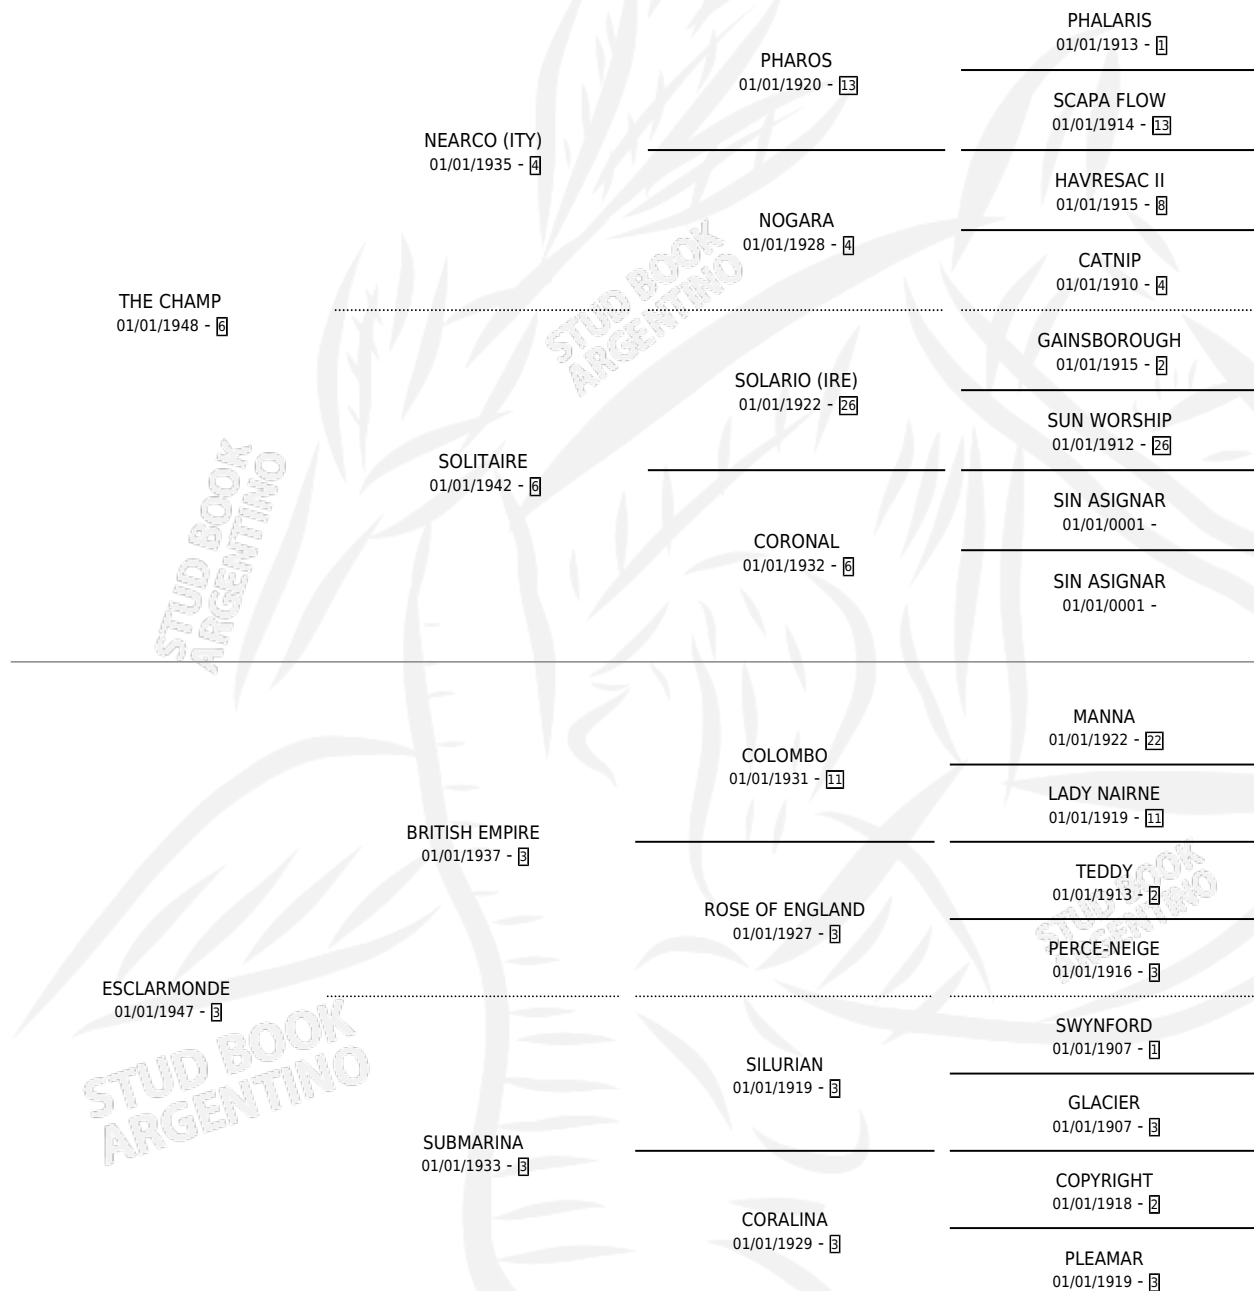 THE CHAMP
01/01/1948 - 6
NEARCO (ITY)
01/01/1935 - 4
SOLITAIRE
01/01/1942 - 6
PHAROS
01/01/1920 - 13
NOGARA
01/01/1928 - 4
SOLARIO (IRE)
01/01/1922 - 26
CORONAL
01/01/1932 - 6
PHALARIS
01/01/1913 - 1
SCAPA FLOW
01/01/1914 - 13
HAVRESAC II
01/01/1915 - 8
CATNIP
01/01/1910 - 4
GAINSBOROUGH
01/01/1915 - 2
SUN WORSHIP
01/01/1912 - 26
SIN ASIGNAR
01/01/0001 -
SIN ASIGNAR
01/01/0001 -
STUD BOOK
ARGENTINO
STUD BOOK
ARGENTINO
ESCLARMONDE
01/01/1947 - 3
BRITISH EMPIRE
01/01/1937 - 3
SUBMARINA
01/01/1933 - 3
COLOMBO
01/01/1931 - 11
ROSE OF ENGLAND
01/01/1927 - 3
SILURIAN
01/01/1919 - 3
CORALINA
01/01/1929 - 3
MANNA
01/01/1922 - 22
LADY NAIRNE
01/01/1919 - 11
TEDDY
01/01/1913 - 2
PERCE-NEIGE
01/01/1916 - 3
SWYNFORD
01/01/1907 - 1
GLACIER
01/01/1907 - 3
COPYRIGHT
01/01/1918 - 2
PLEAMAR
01/01/1919 - 3
STUD BOOK
ARGENTINO
STUD BOOK
ARGENTINO